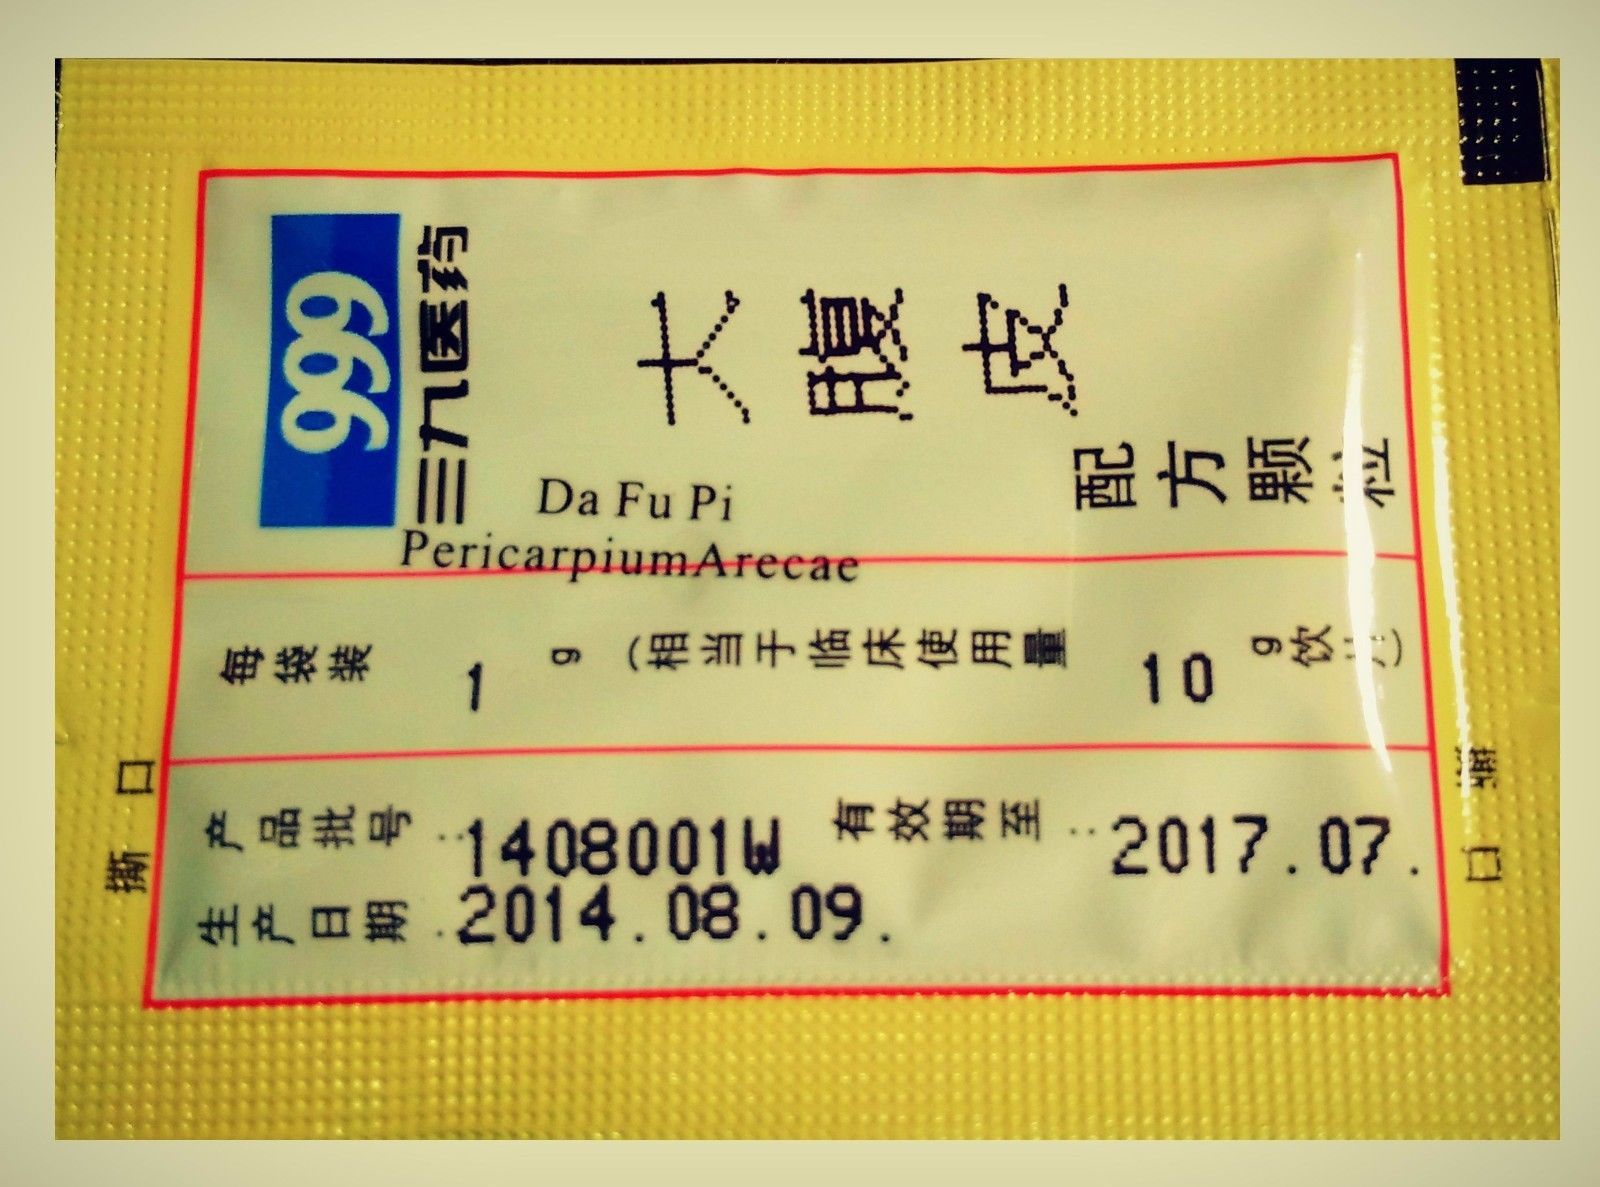 999
三九医药
大腹皮
配方颗粒
Da Fu Pi
PericarpiumArecae
每袋装 1 g (相当于临床使用量 10 g饮片)
产品批号: 1408001W 有效期至: 2017.07.
生产日期: 2014.08.09.
撕口
撕口